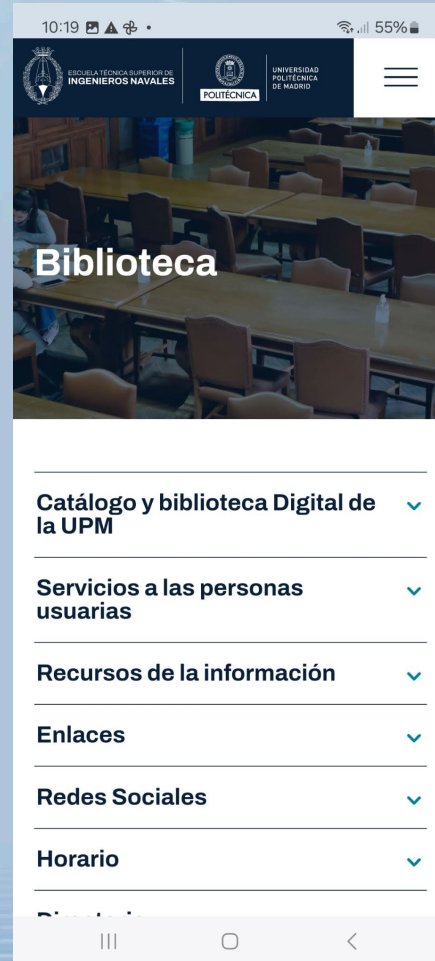 10:19
55%
ESCUELA TÉCNICA SUPERIOR DE
INGENIEROS NAVALES
POLITÉCNICA
UNIVERSIDAD
POLITÉCNICA
DE MADRID
Biblioteca
Catálogo y biblioteca Digital de
la UPM
Servicios a las personas
usuarias
Recursos de la información
Enlaces
Redes Sociales
Horario